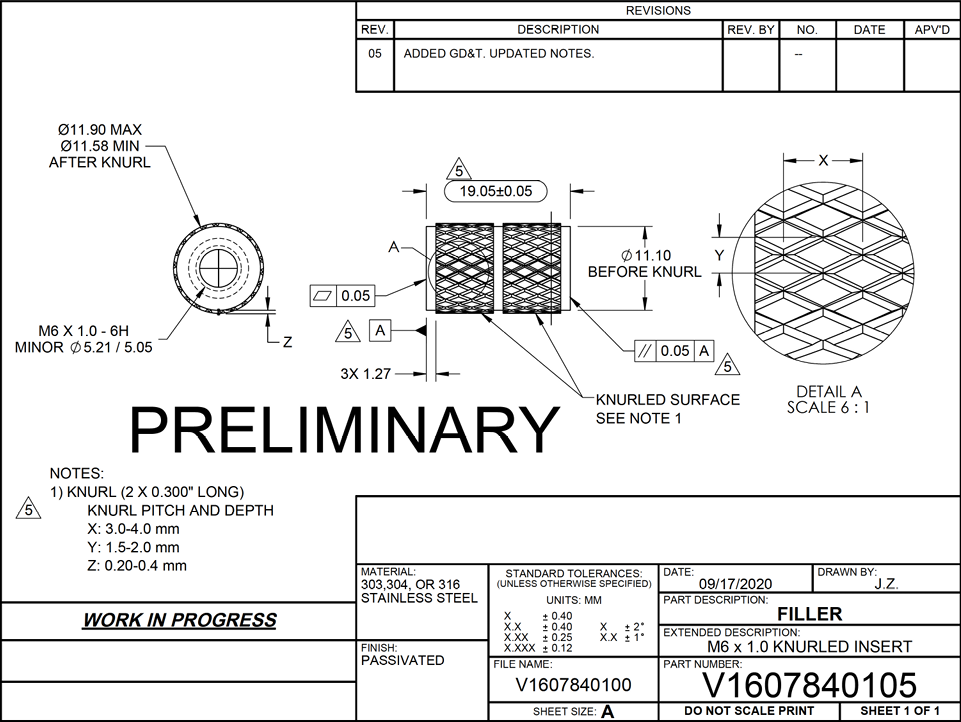 REVISIONS
REV. DESCRIPTION REV. BY NO. DATE APV'D
05 ADDED GD&T. UPDATED NOTES. --
Ø11.90 MAX
Ø11.58 MIN
AFTER KNURL
M6 X 1.0 - 6H
MINOR Ø5.21 / 5.05
Z
5
19.05±0.05
A
▱ 0.05
5 A
3X 1.27
Ø11.10
BEFORE KNURL
// 0.05 A
5
KNURLED SURFACE
SEE NOTE 1
X
Y
DETAIL A
SCALE 6 : 1
PRELIMINARY
NOTES:
1) KNURL (2 X 0.300" LONG)
5 KNURL PITCH AND DEPTH
X: 3.0-4.0 mm
Y: 1.5-2.0 mm
Z: 0.20-0.4 mm
WORK IN PROGRESS
MATERIAL:
303,304, OR 316
STAINLESS STEEL
FINISH:
PASSIVATED
STANDARD TOLERANCES:
(UNLESS OTHERWISE SPECIFIED)
UNITS: MM
X ± 0.40
X.X ± 0.40 X ± 2°
X.XX ± 0.25 X.X ± 1°
X.XXX ± 0.12
FILE NAME:
V1607840100
SHEET SIZE: A
DATE:
09/17/2020
DRAWN BY:
J.Z.
PART DESCRIPTION:
FILLER
EXTENDED DESCRIPTION:
M6 x 1.0 KNURLED INSERT
PART NUMBER:
V1607840105
DO NOT SCALE PRINT SHEET 1 OF 1